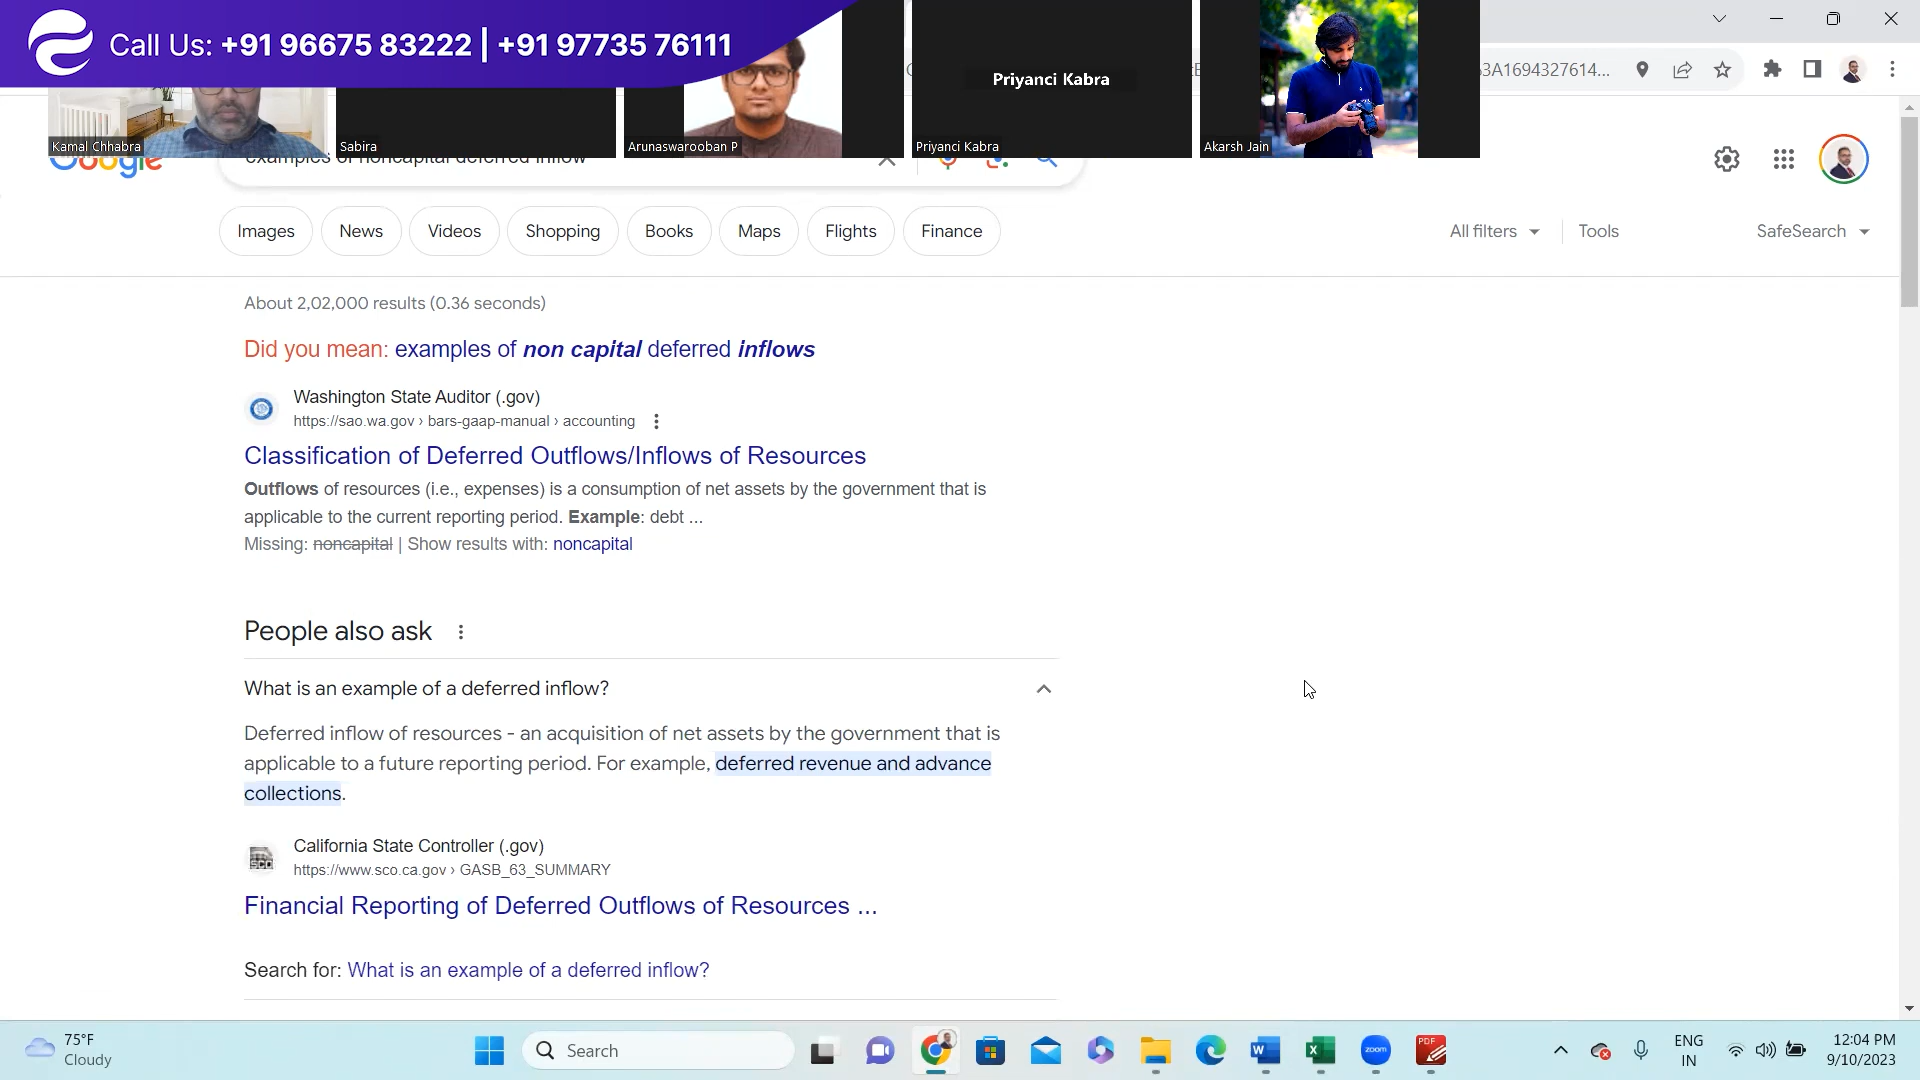 Call Us: +91 96675 83222 | +91 97735 76111
Priyanci Kabra
3A1694327614...
Kamal Chhabra
Sabira
Arunaswarooban P
Priyanci Kabra
Akarsh Jain
Google
examples of noncapital deferred inflow
Images
News
Videos
Shopping
Books
Maps
Flights
Finance
All filters
Tools
SafeSearch
About 2,02,000 results (0.36 seconds)
Did you mean: examples of non capital deferred inflows
Washington State Auditor (.gov)
https://sao.wa.gov › bars-gaap-manual › accounting
Classification of Deferred Outflows/Inflows of Resources
Outflows of resources (i.e., expenses) is a consumption of net assets by the government that is
applicable to the current reporting period. Example: debt ...
Missing: noncapital | Show results with: noncapital
People also ask
What is an example of a deferred inflow?
Deferred inflow of resources - an acquisition of net assets by the government that is
applicable to a future reporting period. For example, deferred revenue and advance
collections.
California State Controller (.gov)
https://www.sco.ca.gov › GASB_63_SUMMARY
Financial Reporting of Deferred Outflows of Resources ...
Search for: What is an example of a deferred inflow?
75°F
Cloudy
Search
zoom
PDF
ENG
IN
12:04 PM
9/10/2023